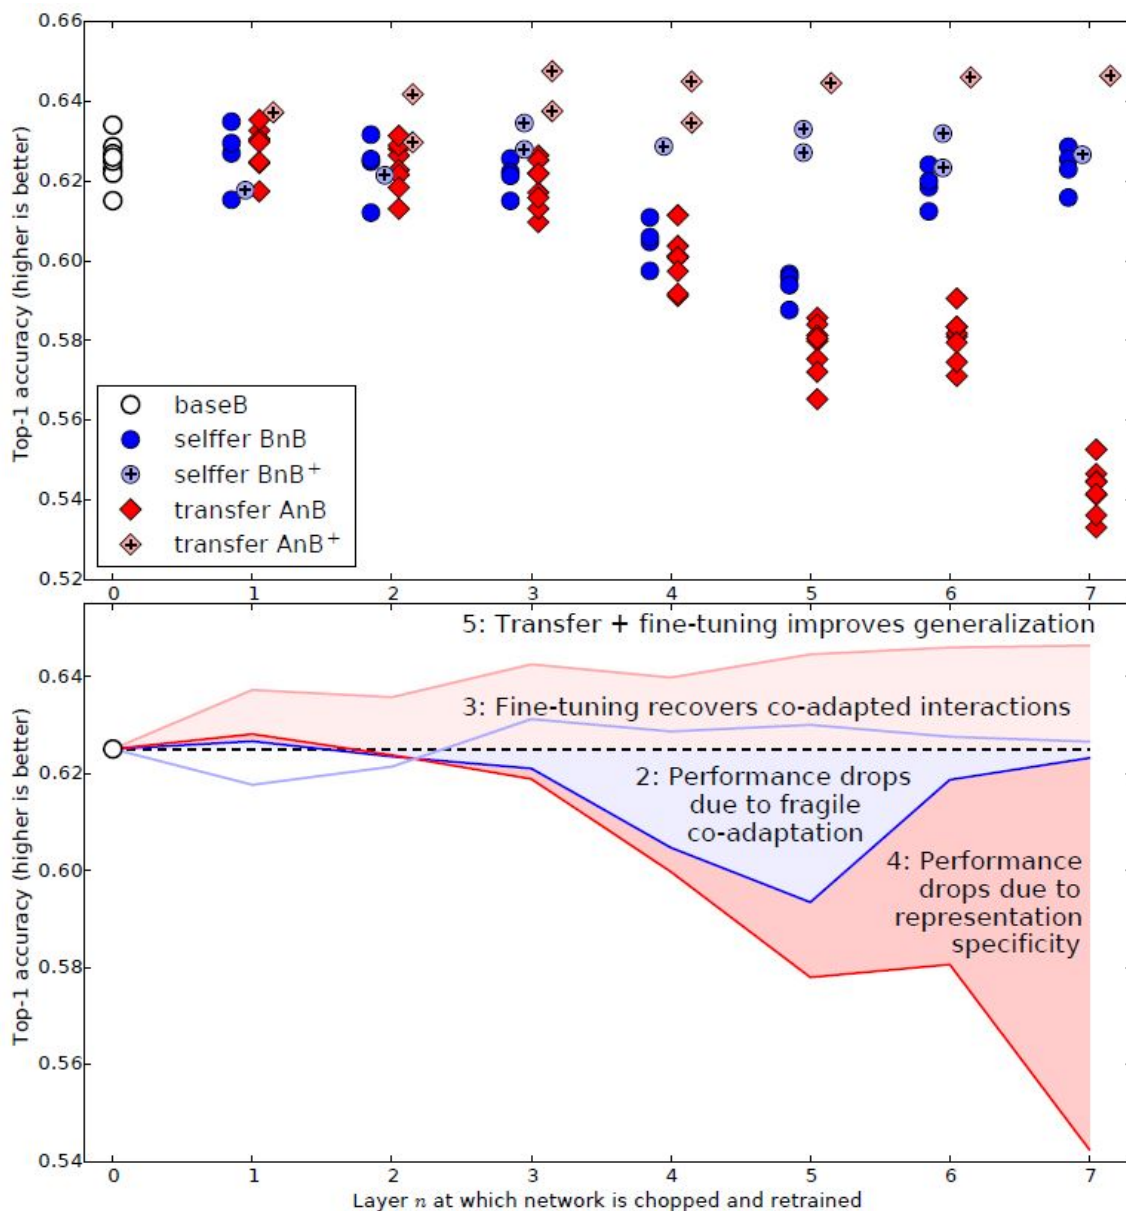 0.66
0.64
0.62
0.60
0.58
0.56
0.54
0.52
Top-1 accuracy (higher is better)
baseB
selffer BnB
selffer BnB⁺
transfer AnB
transfer AnB⁺
0 1 2 3 4 5 6 7
5: Transfer + fine-tuning improves generalization
3: Fine-tuning recovers co-adapted interactions
2: Performance drops
due to fragile
co-adaptation
4: Performance
drops due to
representation
specificity
0.64
0.62
0.60
0.58
0.56
0.54
Top-1 accuracy (higher is better)
0 1 2 3 4 5 6 7
Layer n at which network is chopped and retrained